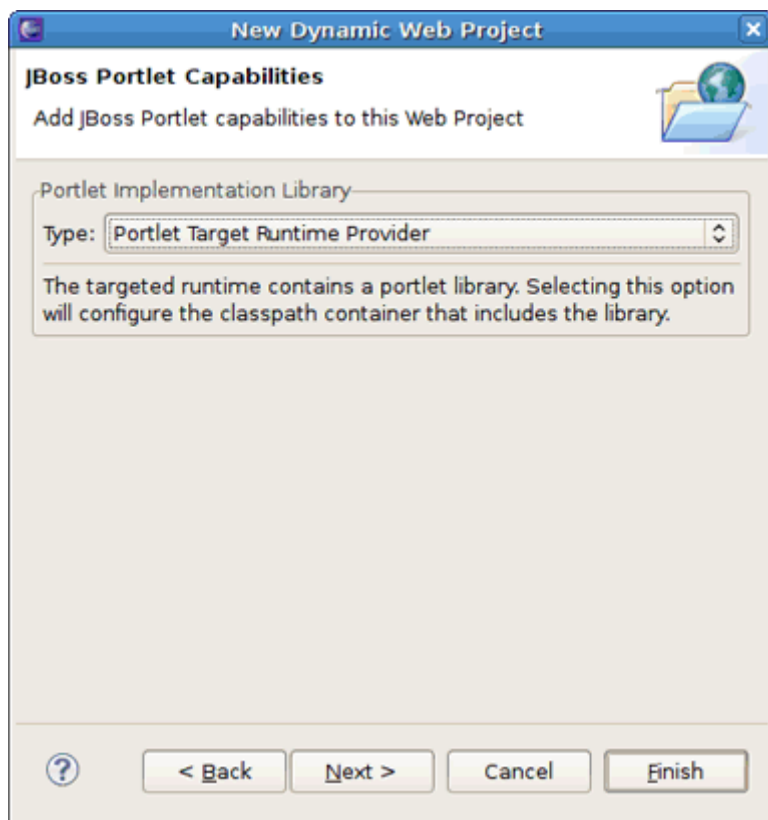 New Dynamic Web Project
JBoss Portlet Capabilities
Add JBoss Portlet capabilities to this Web Project
Portlet Implementation Library
Type: Portlet Target Runtime Provider
The targeted runtime contains a portlet library. Selecting this option
will configure the classpath container that includes the library.
? < Back Next > Cancel Finish